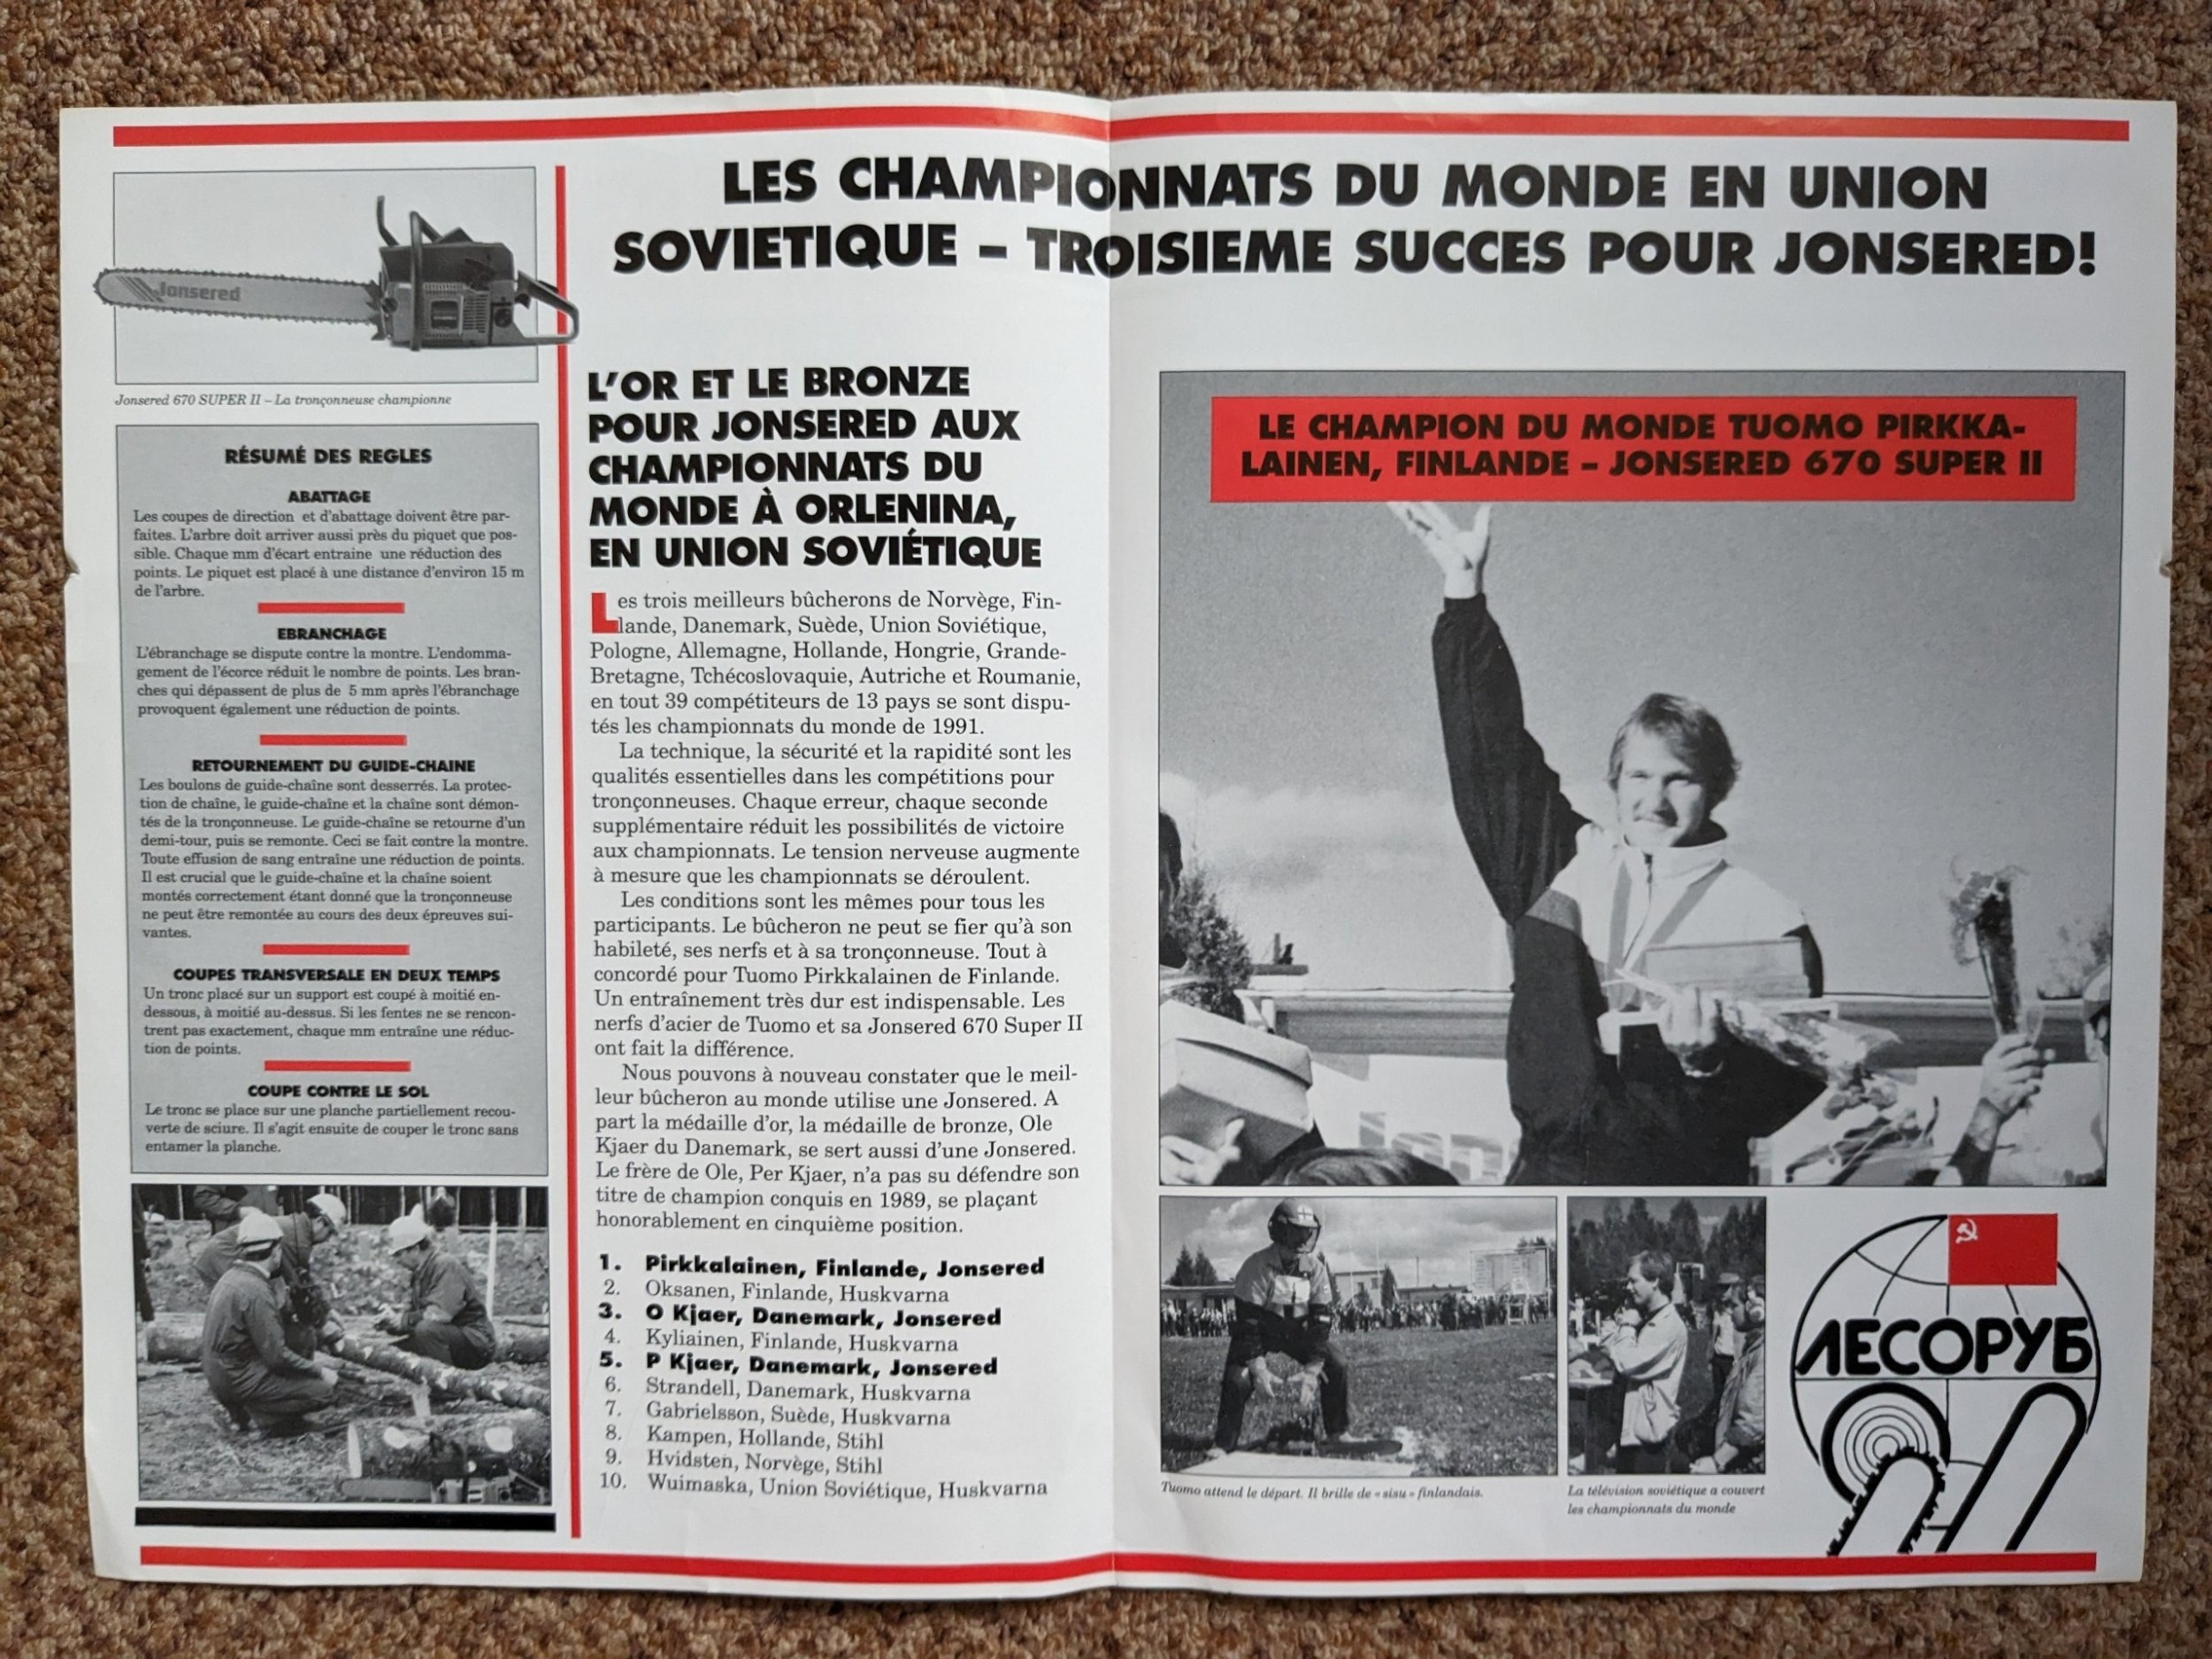 LES CHAMPIONNATS DU MONDE EN UNION
SOVIETIQUE – TROISIEME SUCCES POUR JONSERED!
Jonsered
Jonsered 670 SUPER II – La tronçonneuse championne
RÉSUMÉ DES REGLES
ABATTAGE
Les coupes de direction et d'abattage doivent être par-
faites. L'arbre doit arriver aussi près du piquet que pos-
sible. Chaque mm d'écart entraine une réduction des
points. Le piquet est placé à une distance d'environ 15 m
de l'arbre.
EBRANCHAGE
L'ébranchage se dispute contre la montre. L'endomma-
gement de l'écorce réduit le nombre de points. Les bran-
ches qui dépassent de plus de 5 mm après l'ébranchage
provoquent également une réduction de points.
RETOURNEMENT DU GUIDE-CHAINE
Les boulons de guide-chaîne sont desserrés. La protec-
tion de chaîne, le guide-chaîne et la chaîne sont démon-
tés de la tronçonneuse. Le guide-chaîne se retourne d'un
demi-tour, puis se remonte. Ceci se fait contre la montre.
Toute effusion de sang entraîne une réduction de points.
Il est crucial que le guide-chaîne et la chaîne soient
montés correctement étant donné que la tronçonneuse
ne peut être remontée au cours des deux épreuves sui-
vantes.
COUPES TRANSVERSALE EN DEUX TEMPS
Un tronc placé sur un support est coupé à moitié en-
dessous, à moitié au-dessus. Si les fentes ne se rencon-
trent pas exactement, chaque mm entraîne une réduc-
tion de points.
COUPE CONTRE LE SOL
Le tronc se place sur une planche partiellement recou-
verte de sciure. Il s'agit ensuite de couper le tronc sans
entamer la planche.
L'OR ET LE BRONZE
POUR JONSERED AUX
CHAMPIONNATS DU
MONDE À ORLENINA,
EN UNION SOVIÉTIQUE
Les trois meilleurs bûcherons de Norvège, Fin-
lande, Danemark, Suède, Union Soviétique,
Pologne, Allemagne, Hollande, Hongrie, Grande-
Bretagne, Tchécoslovaquie, Autriche et Roumanie,
en tout 39 compétiteurs de 13 pays se sont dispu-
tés les championnats du monde de 1991.
La technique, la sécurité et la rapidité sont les
qualités essentielles dans les compétitions pour
tronçonneuses. Chaque erreur, chaque seconde
supplémentaire réduit les possibilités de victoire
aux championnats. Le tension nerveuse augmente
à mesure que les championnats se déroulent.
Les conditions sont les mêmes pour tous les
participants. Le bûcheron ne peut se fier qu'à son
habileté, ses nerfs et à sa tronçonneuse. Tout à
concordé pour Tuomo Pirkkalainen de Finlande.
Un entraînement très dur est indispensable. Les
nerfs d'acier de Tuomo et sa Jonsered 670 Super II
ont fait la différence.
Nous pouvons à nouveau constater que le meil-
leur bûcheron au monde utilise une Jonsered. A
part la médaille d'or, la médaille de bronze, Ole
Kjaer du Danemark, se sert aussi d'une Jonsered.
Le frère de Ole, Per Kjaer, n'a pas su défendre son
titre de champion conquis en 1989, se plaçant
honorablement en cinquième position.
1. Pirkkalainen, Finlande, Jonsered
2. Oksanen, Finlande, Huskvarna
3. O Kjaer, Danemark, Jonsered
4. Kyliainen, Finlande, Huskvarna
5. P Kjaer, Danemark, Jonsered
6. Strandell, Danemark, Huskvarna
7. Gabrielsson, Suède, Huskvarna
8. Kampen, Hollande, Stihl
9. Hvidsten, Norvège, Stihl
10. Wuimaska, Union Soviétique, Huskvarna
LE CHAMPION DU MONDE TUOMO PIRKKA-
LAINEN, FINLANDE – JONSERED 670 SUPER II
Tuomo attend le départ. Il brille de «sisu» finlandais.
La télévision soviétique a couvert
les championnats du monde
ЛЕСОРУБ